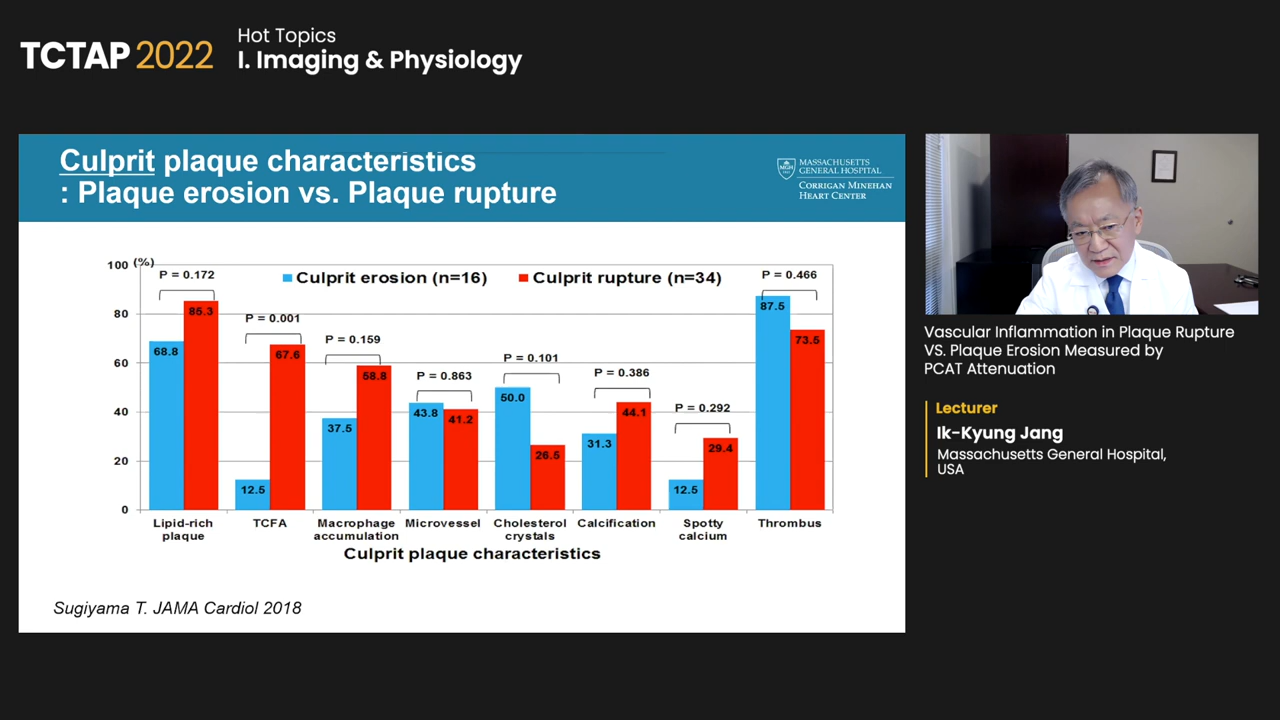 TCTAP 2022
Hot Topics
I. Imaging & Physiology
Culprit plaque characteristics
: Plaque erosion vs. Plaque rupture
MGH
1811
MASSACHUSETTS
GENERAL HOSPITAL
CORRIGAN MINEHAN
HEART CENTER
(%)
100
80
60
40
20
0
Culprit erosion (n=16)
Culprit rupture (n=34)
P = 0.172
P = 0.001
P = 0.159
P = 0.863
P = 0.101
P = 0.386
P = 0.292
P = 0.466
68.8
85.3
12.5
67.6
37.5
58.8
43.8
41.2
50.0
26.5
31.3
44.1
12.5
29.4
87.5
73.5
Lipid-rich
plaque
TCFA
Macrophage
accumulation
Microvessel
Cholesterol
crystals
Calcification
Spotty
calcium
Thrombus
Culprit plaque characteristics
Sugiyama T. JAMA Cardiol 2018
Vascular Inflammation in Plaque Rupture
VS. Plaque Erosion Measured by
PCAT Attenuation
Lecturer
Ik-Kyung Jang
Massachusetts General Hospital,
USA